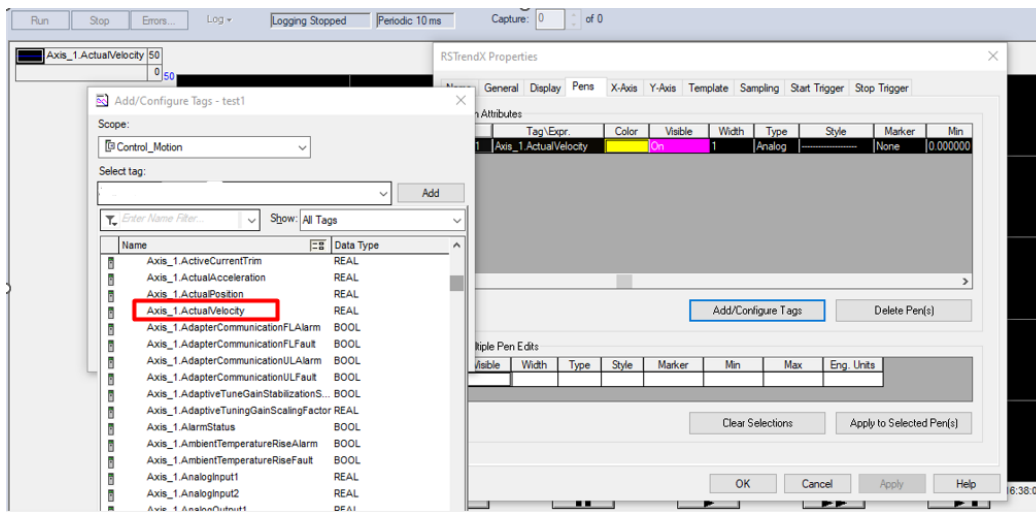 Run Stop Errors... Log Logging Stopped Periodic 10 ms Capture: 0 of 0
Axis_1.ActualVelocity 50
0 50
RSTrendX Properties
General Display Pens X-Axis Y-Axis Template Sampling Start Trigger Stop Trigger
Attributes
Tag\Expr. Color Visible Width Type Style Marker Min
1 Axis_1.ActualVelocity On 1 Analog None 0.000000
Add/Configure Tags Delete Pen(s)
Pen Edits
Width Type Style Marker Min Max Eng. Units
Clear Selections Apply to Selected Pen(s)
OK Cancel Apply Help
Add/Configure Tags - test1
Scope:
Control_Motion
Select tag:
Add
Enter Name Filter... Show: All Tags
Name Data Type
Axis_1.ActiveCurrentTrim REAL
Axis_1.ActualAcceleration REAL
Axis_1.ActualPosition REAL
Axis_1.ActualVelocity REAL
Axis_1.AdapterCommunicationFLAlarm BOOL
Axis_1.AdapterCommunicationFLFault BOOL
Axis_1.AdapterCommunicationULAlarm BOOL
Axis_1.AdapterCommunicationULFault BOOL
Axis_1.AdaptiveTuneGainStabilizationS... BOOL
Axis_1.AdaptiveTuningGainScalingFactor REAL
Axis_1.AlarmStatus BOOL
Axis_1.AmbientTemperatureRiseAlarm BOOL
Axis_1.AmbientTemperatureRiseFault BOOL
Axis_1.AnalogInput1 REAL
Axis_1.AnalogInput2 REAL
Axis_1.AnalogOutput1 REAL